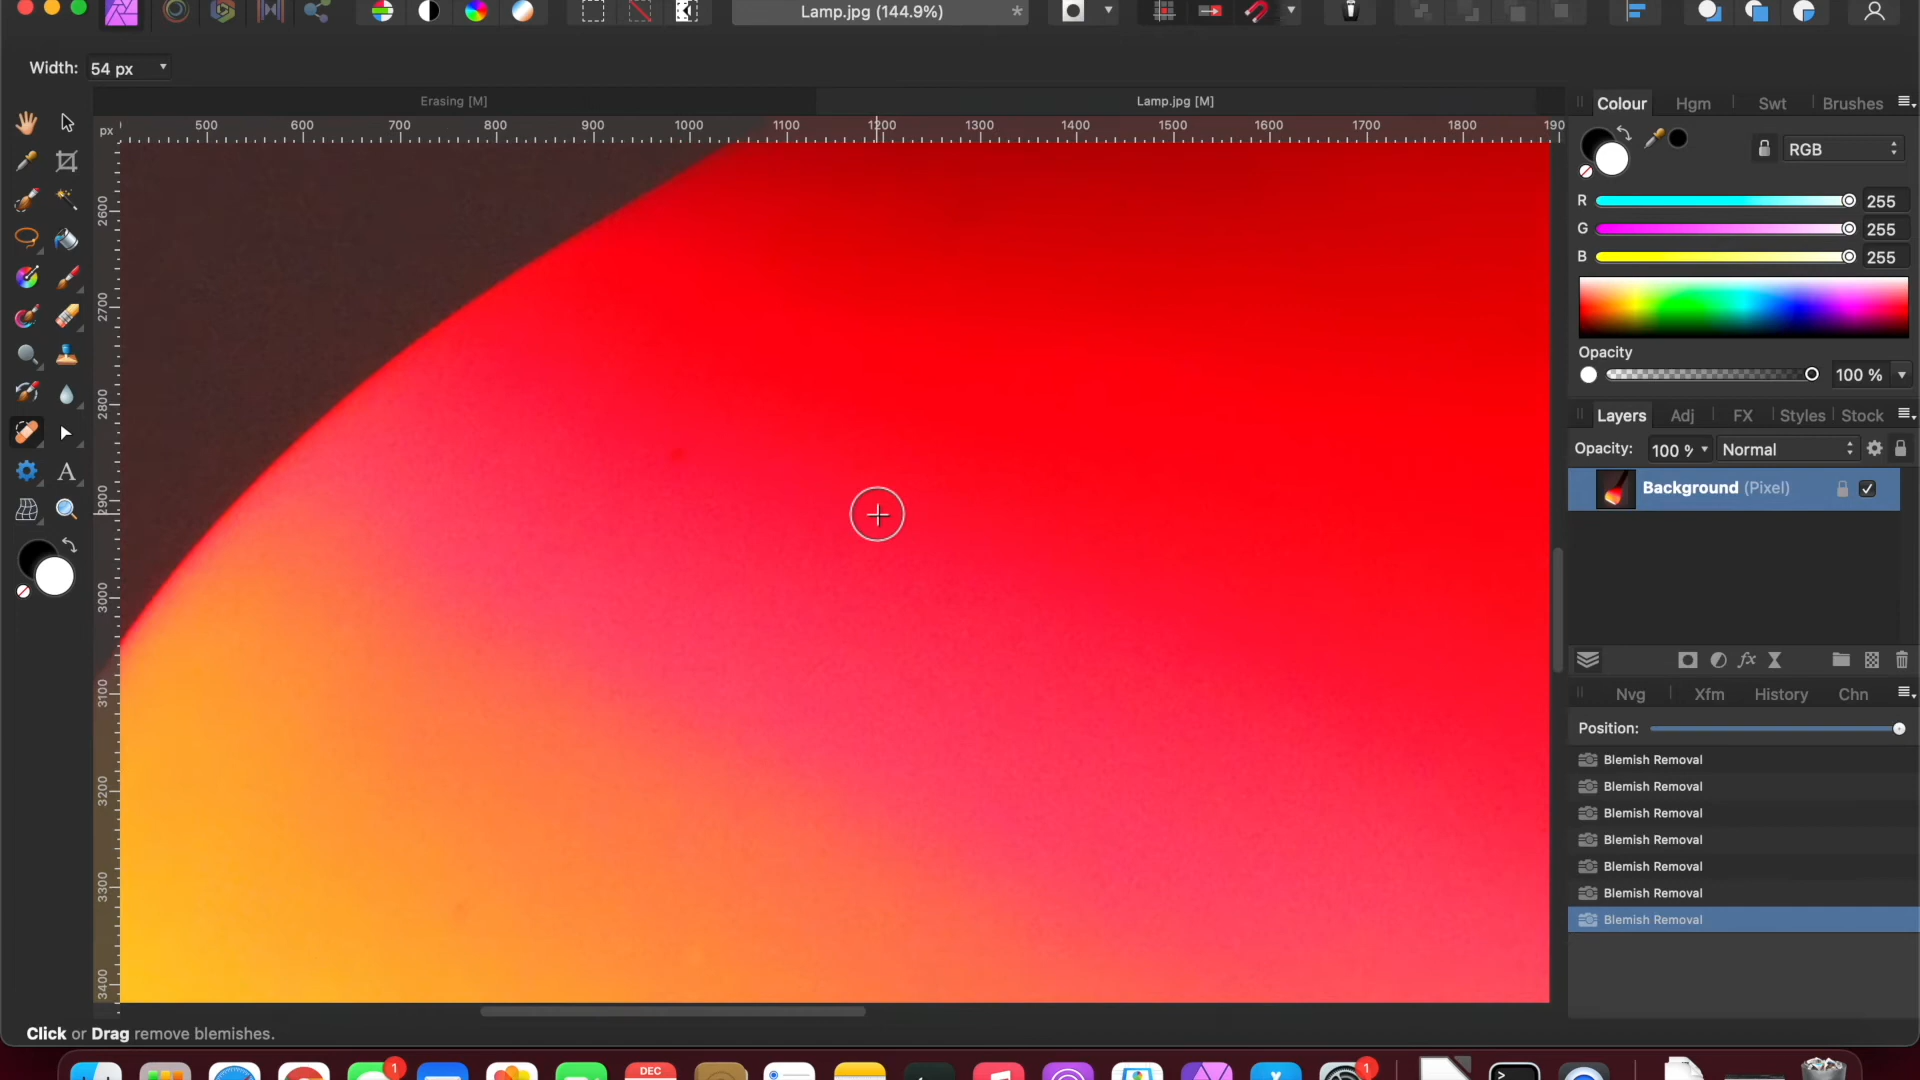 Lamp.jpg (144.9%)
*
Width: 54 px
Erasing [M]
Lamp.jpg [M]
px
500 600 700 800 900 1000 1100 1200 1300 1400 1500 1600 1700 1800 190
2600
2700
2800
2900
3000
3100
3200
3300
3400
A
Colour Hgm Swt Brushes
RGB
R 255
G 255
B 255
Opacity
100 %
Layers Adj FX Styles Stock
Opacity: 100 % Normal
Background (Pixel)
fx
Nvg Xfm History Chn
Position:
Blemish Removal
Blemish Removal
Blemish Removal
Blemish Removal
Blemish Removal
Blemish Removal
Blemish Removal
Click or Drag remove blemishes.
1
DEC
1